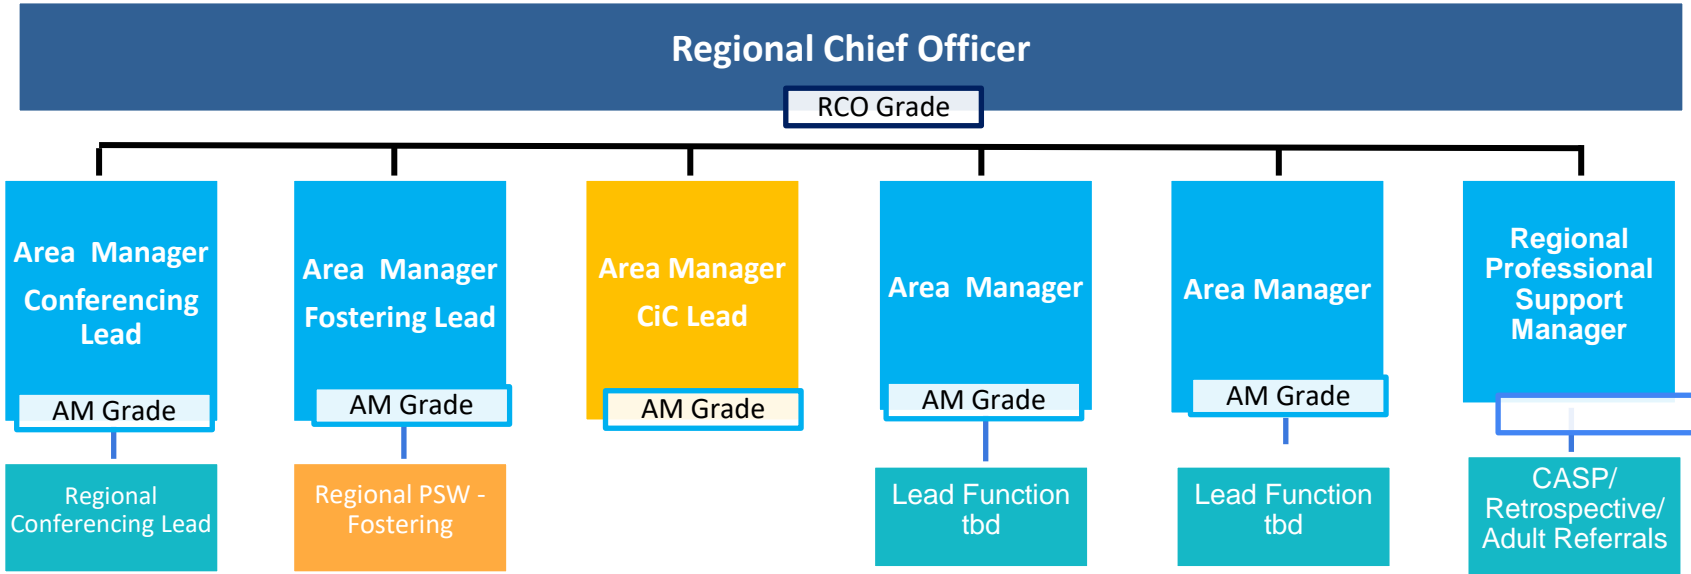 Regional Chief Officer
RCO Grade
Area Manager
Conferencing
Lead
AM Grade
Area Manager
Fostering Lead
AM Grade
Area Manager
CiC Lead
AM Grade
Area Manager
AM Grade
Area Manager
AM Grade
Regional
Professional
Support
Manager
Regional
Conferencing Lead
Regional PSW -
Fostering
Lead Function
tbd
Lead Function
tbd
CASP/
Retrospective/
Adult Referrals